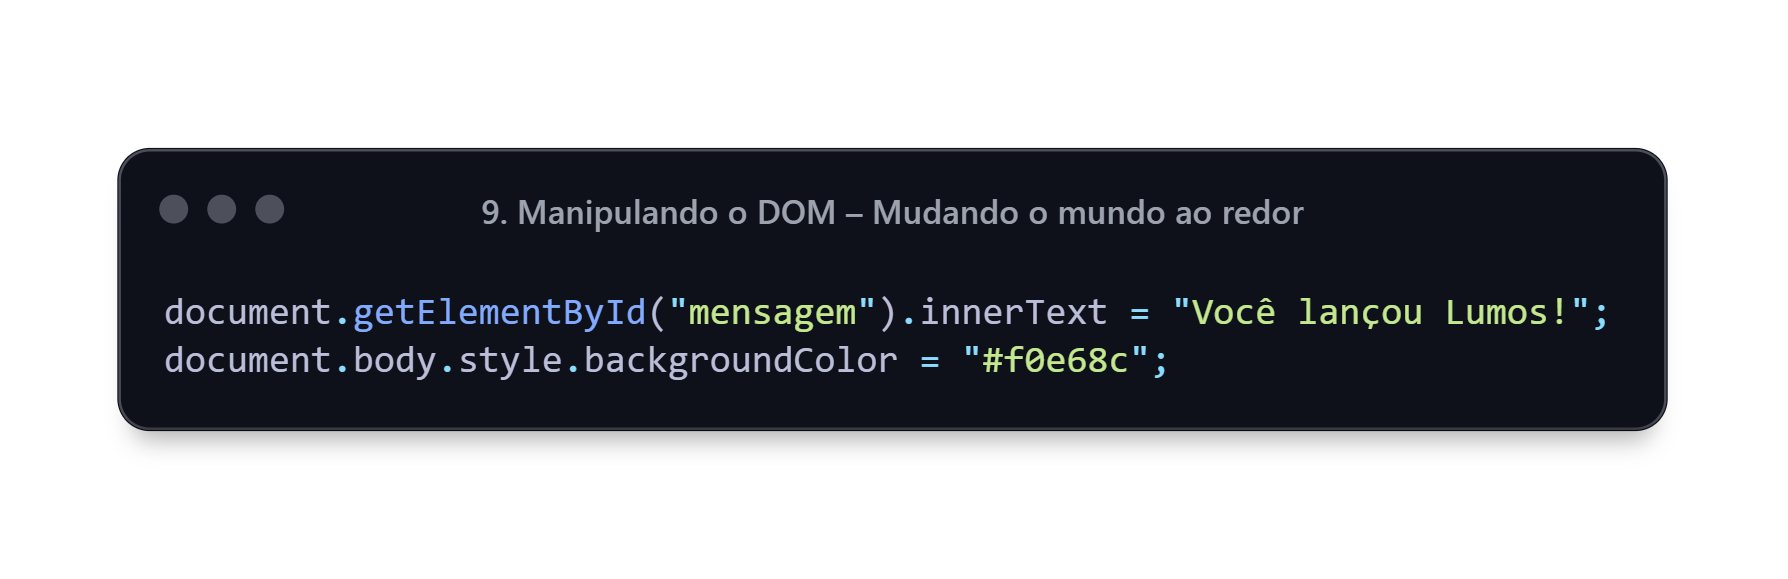 9. Manipulando o DOM – Mudando o mundo ao redor
document.getElementById("mensagem").innerText = "Você lançou Lumos!";
document.body.style.backgroundColor = "#f0e68c";